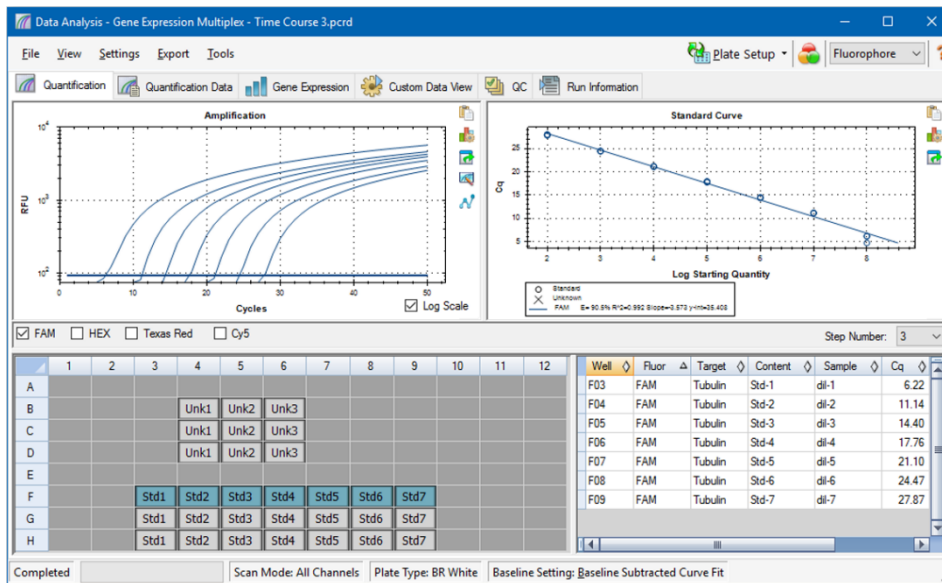 Data Analysis - Gene Expression Multiplex - Time Course 3.pcrd
File View Settings Export Tools
Plate Setup Fluorophore
Quantification Quantification Data Gene Expression Custom Data View QC Run Information
Amplification
10^4
10^3
10^2
RFU
0 10 20 30 40 50
Cycles
Log Scale
Standard Curve
25
20
15
10
5
Cq
2 3 4 5 6 7 8
Log Starting Quantity
Standard
Unknown
FAM E= 90.5% R^2=0.992 Slope=-3.573 y-int=35.403
FAM HEX Texas Red Cy5
Step Number: 3
1 2 3 4 5 6 7 8 9 10 11 12
A
B Unk1 Unk2 Unk3
C Unk1 Unk2 Unk3
D Unk1 Unk2 Unk3
E
F Std1 Std2 Std3 Std4 Std5 Std6 Std7
G Std1 Std2 Std3 Std4 Std5 Std6 Std7
H Std1 Std2 Std3 Std4 Std5 Std6 Std7
Well Fluor Target Content Sample Cq
F03 FAM Tubulin Std-1 dil-1 6.22
F04 FAM Tubulin Std-2 dil-2 11.14
F05 FAM Tubulin Std-3 dil-3 14.40
F06 FAM Tubulin Std-4 dil-4 17.76
F07 FAM Tubulin Std-5 dil-5 21.10
F08 FAM Tubulin Std-6 dil-6 24.47
F09 FAM Tubulin Std-7 dil-7 27.87
Completed Scan Mode: All Channels Plate Type: BR White Baseline Setting: Baseline Subtracted Curve Fit